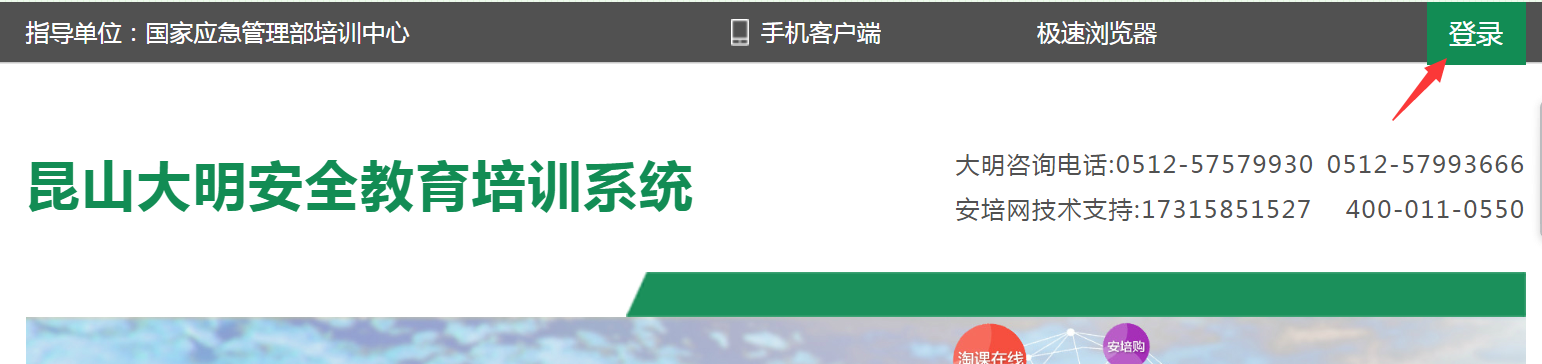 指导单位：国家应急管理部培训中心 手机客户端 极速浏览器 登录
昆山大明安全教育培训系统
大明咨询电话:0512-57579930 0512-57993666
安培网技术支持:17315851527 400-011-0550
淘课在线
安培购